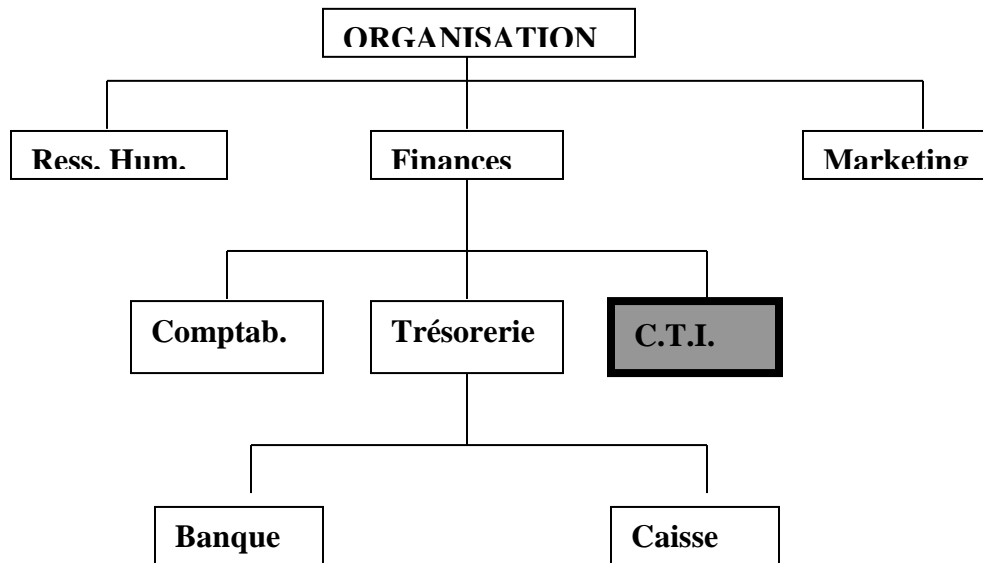 ORGANISATION
Ress. Hum.
Finances
Marketing
Comptab.
Trésorerie
C.T.I.
Banque
Caisse